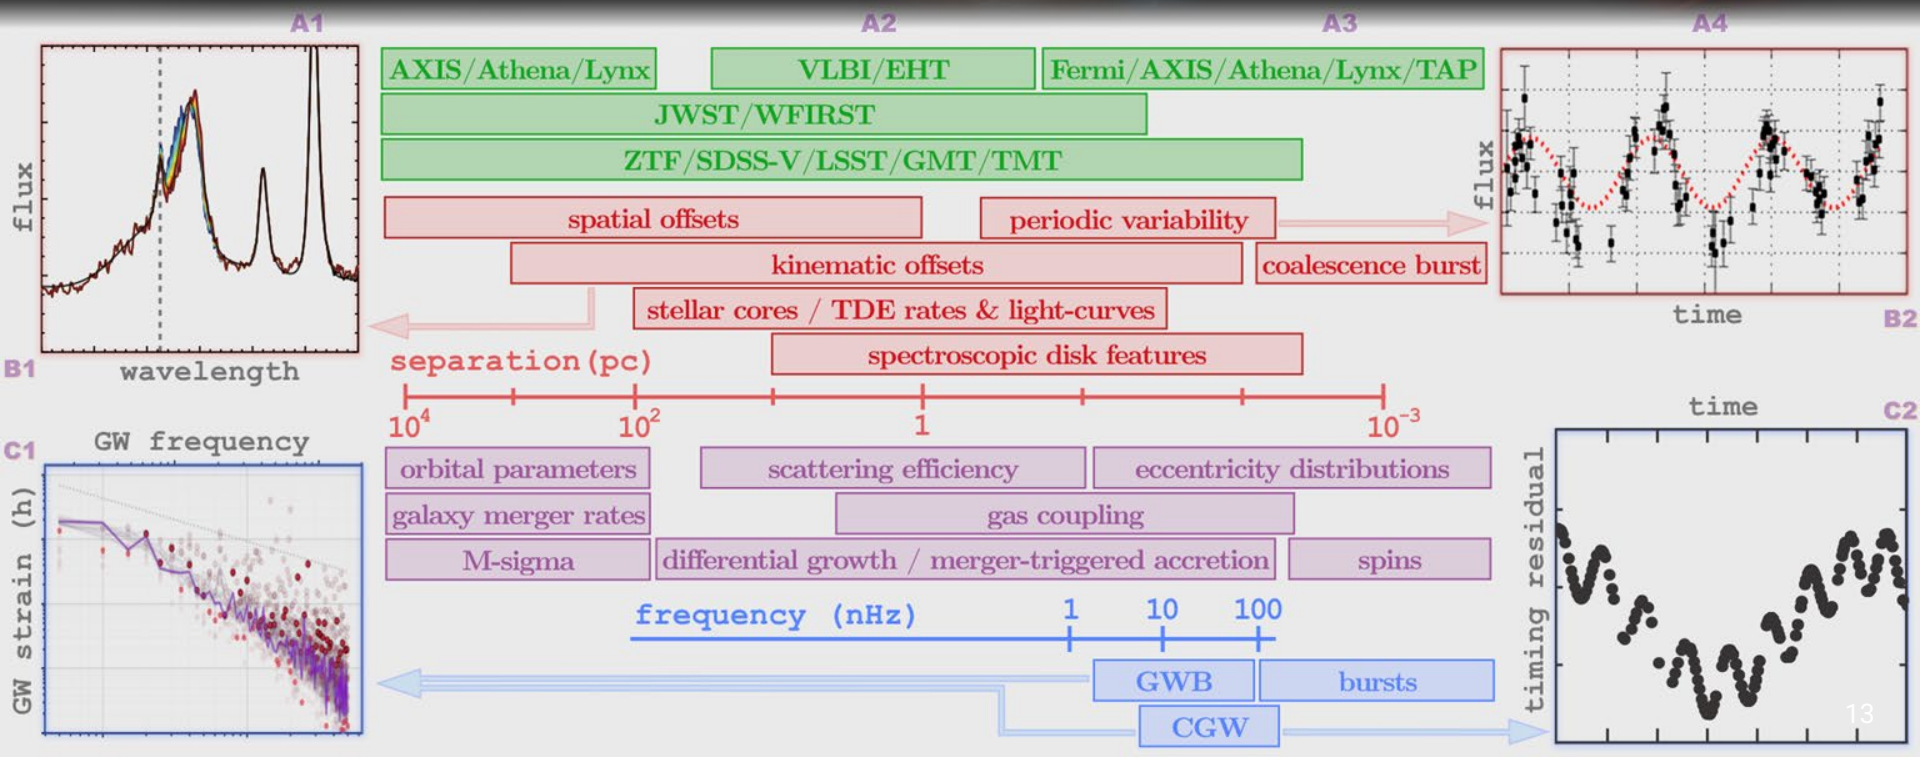 A1
A2
A3
A4
AXIS/Athena/Lynx
VLBI/EHT
Fermi/AXIS/Athena/Lynx/TAP
JWST/WFIRST
ZTF/SDSS-V/LSST/GMT/TMT
flux
wavelength
spatial offsets
periodic variability
kinematic offsets
coalescence burst
stellar cores / TDE rates & light-curves
spectroscopic disk features
flux
time
B1
B2
separation(pc)
10⁴
10²
1
10⁻³
C1
GW frequency
GW strain (h)
orbital parameters
scattering efficiency
eccentricity distributions
galaxy merger rates
gas coupling
M-sigma
differential growth / merger-triggered accretion
spins
frequency (nHz)
1
10
100
GWB
bursts
CGW
time
C2
timing residual
13